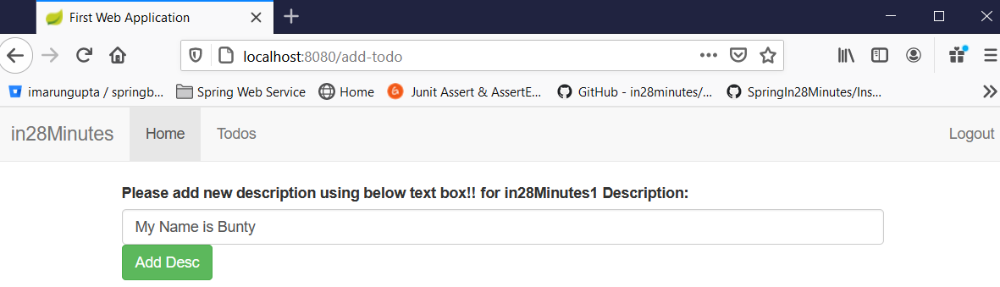 First Web Application
localhost:8080/add-todo
imarungupta / springb... Spring Web Service Home Junit Assert & AssertE... GitHub - in28minutes/... SpringIn28Minutes/Ins...
in28Minutes Home Todos Logout
Please add new description using below text box!! for in28Minutes1 Description:
My Name is Bunty
Add Desc